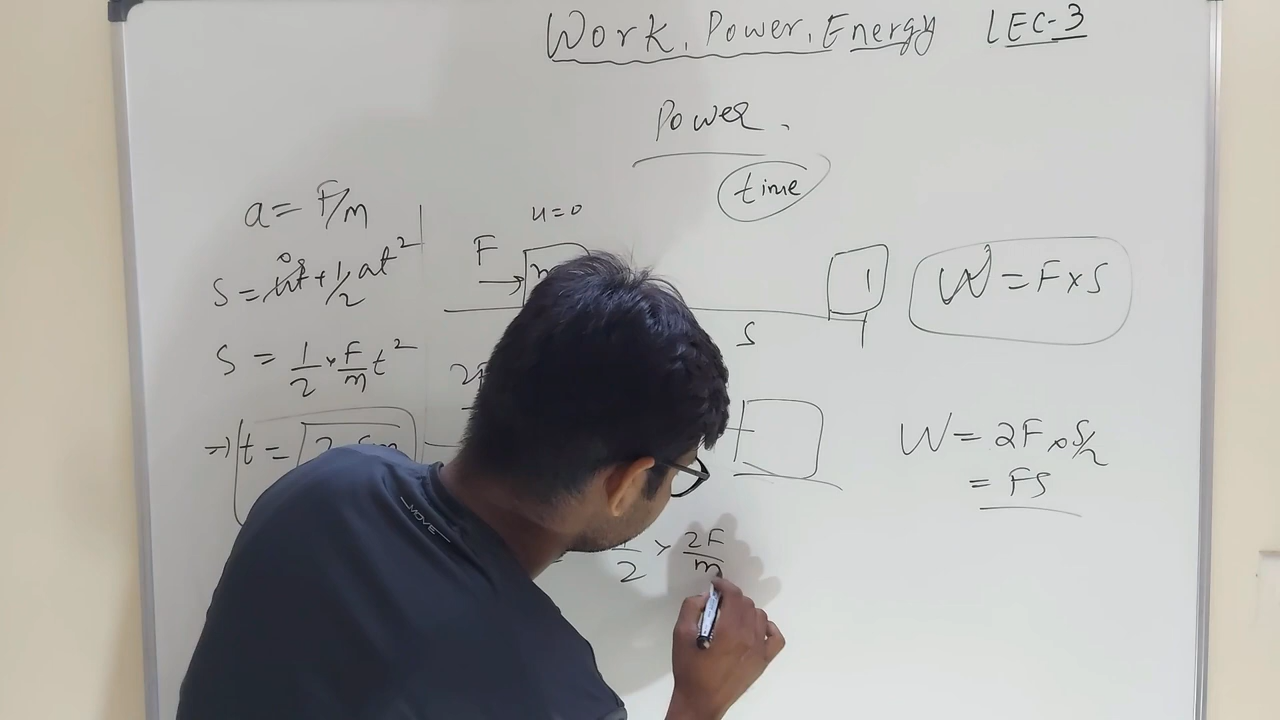 Work, Power, Energy LEC-3
Power.
time
a = F/m
u=0
S = ut + 1/2 at²
F
W = F×S
S
S = 1/2 × F/m t²
2F
⇒ t =
W = 2F × S/2
= FS
MOVE
1/2 × 2F/m